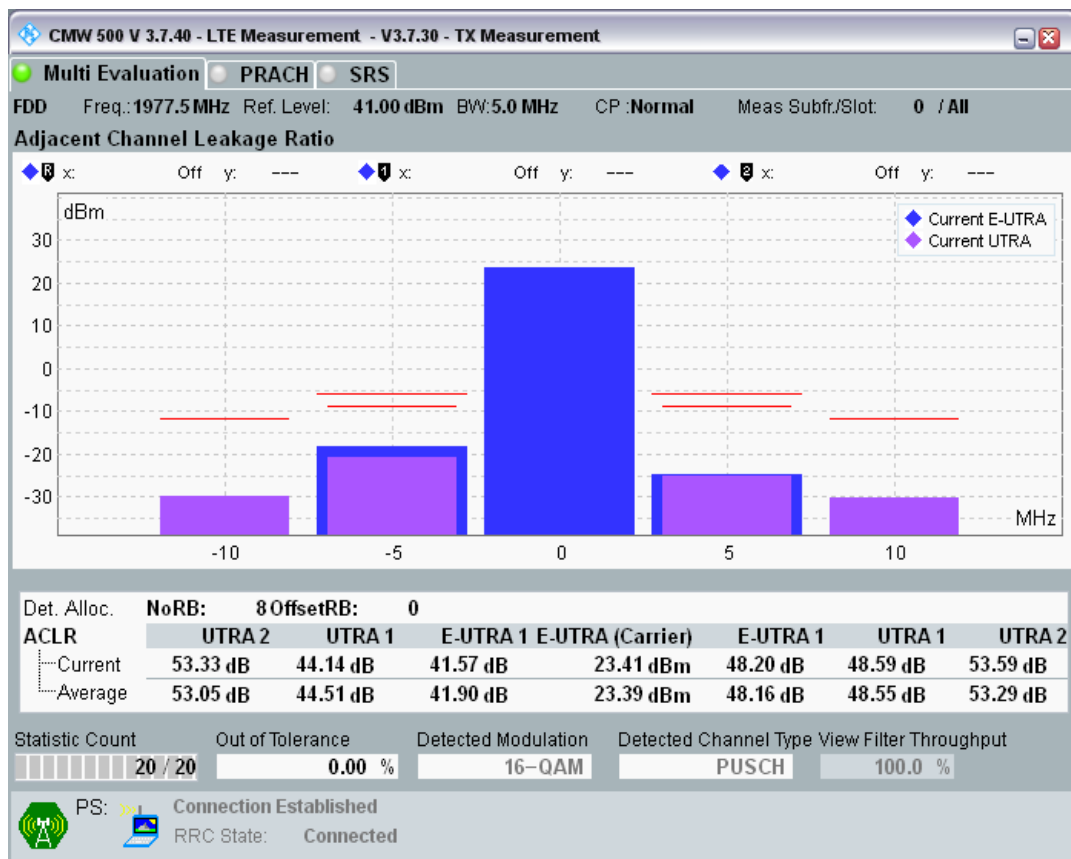 CMW 500 V 3.7.40 - LTE Measurement - V3.7.30 - TX Measurement
Multi Evaluation PRACH SRS
FDD Freq.:1977.5 MHz Ref. Level: 41.00 dBm BW:5.0 MHz CP :Normal Meas Subfr./Slot: 0 / All
Adjacent Channel Leakage Ratio
R x: Off y: --- 1 x: Off y: --- 2 x: Off y: ---
dBm
Current E-UTRA
Current UTRA
30
20
10
0
-10
-20
-30
MHz
-10 -5 0 5 10
Det. Alloc. NoRB: 8 OffsetRB: 0
ACLR UTRA 2 UTRA 1 E-UTRA 1 E-UTRA (Carrier) E-UTRA 1 UTRA 1 UTRA 2
Current 53.33 dB 44.14 dB 41.57 dB 23.41 dBm 48.20 dB 48.59 dB 53.59 dB
Average 53.05 dB 44.51 dB 41.90 dB 23.39 dBm 48.16 dB 48.55 dB 53.29 dB
Statistic Count Out of Tolerance Detected Modulation Detected Channel Type View Filter Throughput
20 / 20 0.00 % 16-QAM PUSCH 100.0 %
PS: Connection Established
RRC State: Connected